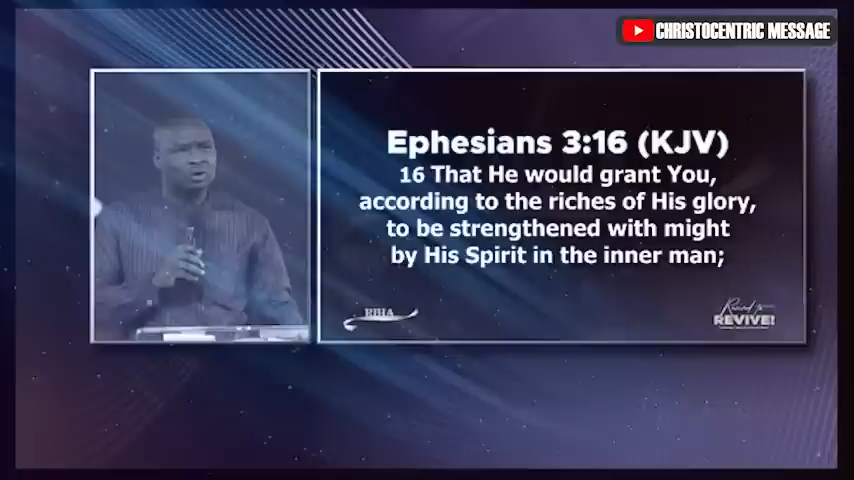 CHRISTOCENTRIC MESSAGE
Ephesians 3:16 (KJV)
16 That He would grant You,
according to the riches of His glory,
to be strengthened with might
by His Spirit in the inner man;
REVIVE!